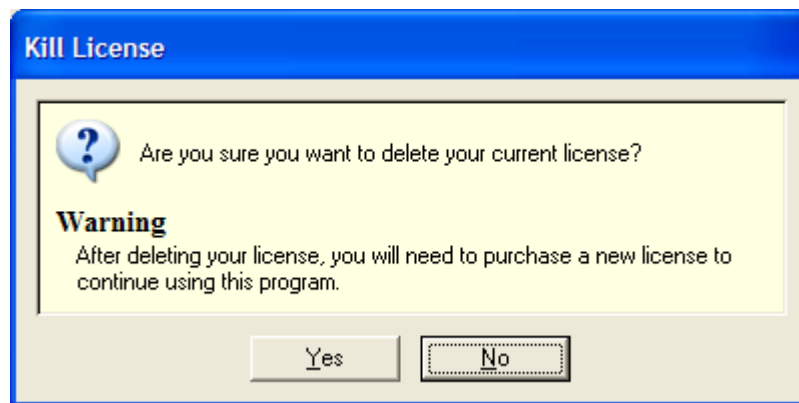 Kill License
Are you sure you want to delete your current license?
Warning
After deleting your license, you will need to purchase a new license to
continue using this program.
Yes No